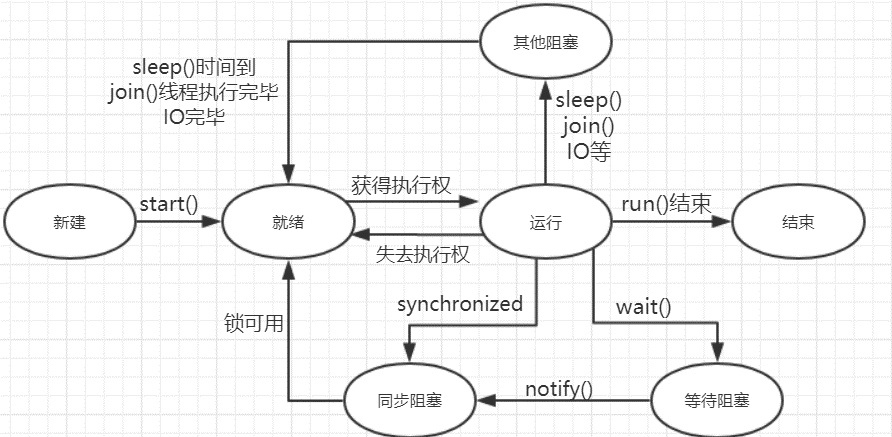 其他阻塞
sleep()时间到
join()线程执行完毕
IO完毕
sleep()
join()
IO等
新建
start()
就绪
获得执行权
失去执行权
运行
run()结束
结束
锁可用
synchronized
wait()
同步阻塞
notify()
等待阻塞